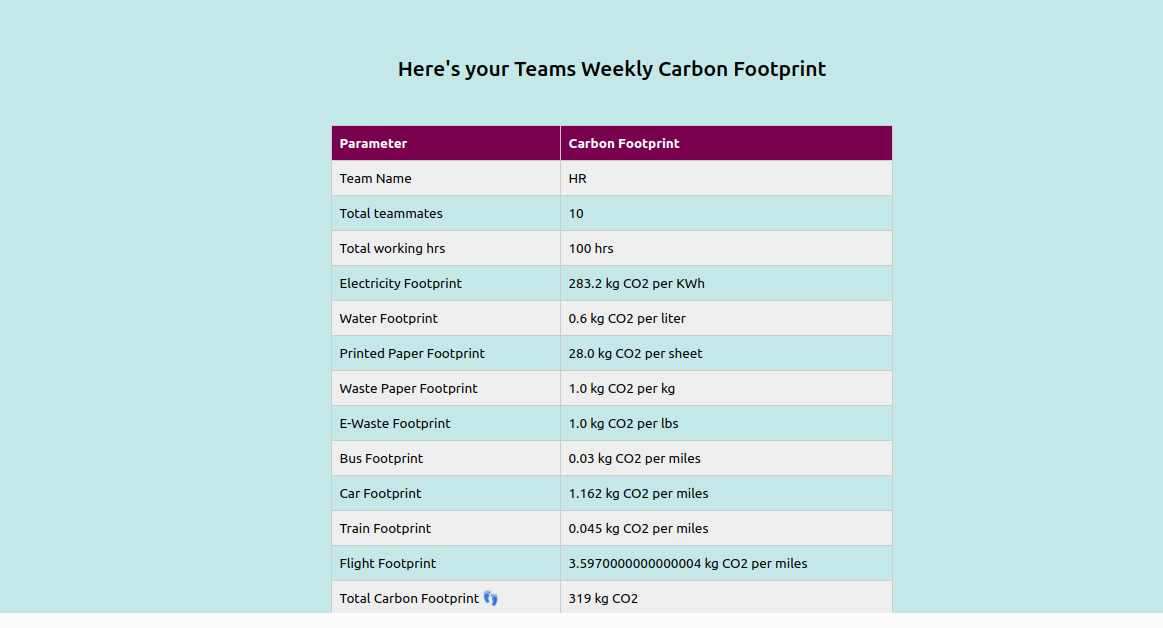 Here's your Teams Weekly Carbon Footprint
Parameter Carbon Footprint
Team Name HR
Total teammates 10
Total working hrs 100 hrs
Electricity Footprint 283.2 kg CO2 per KWh
Water Footprint 0.6 kg CO2 per liter
Printed Paper Footprint 28.0 kg CO2 per sheet
Waste Paper Footprint 1.0 kg CO2 per kg
E-Waste Footprint 1.0 kg CO2 per lbs
Bus Footprint 0.03 kg CO2 per miles
Car Footprint 1.162 kg CO2 per miles
Train Footprint 0.045 kg CO2 per miles
Flight Footprint 3.5970000000000004 kg CO2 per miles
Total Carbon Footprint 👣 319 kg CO2